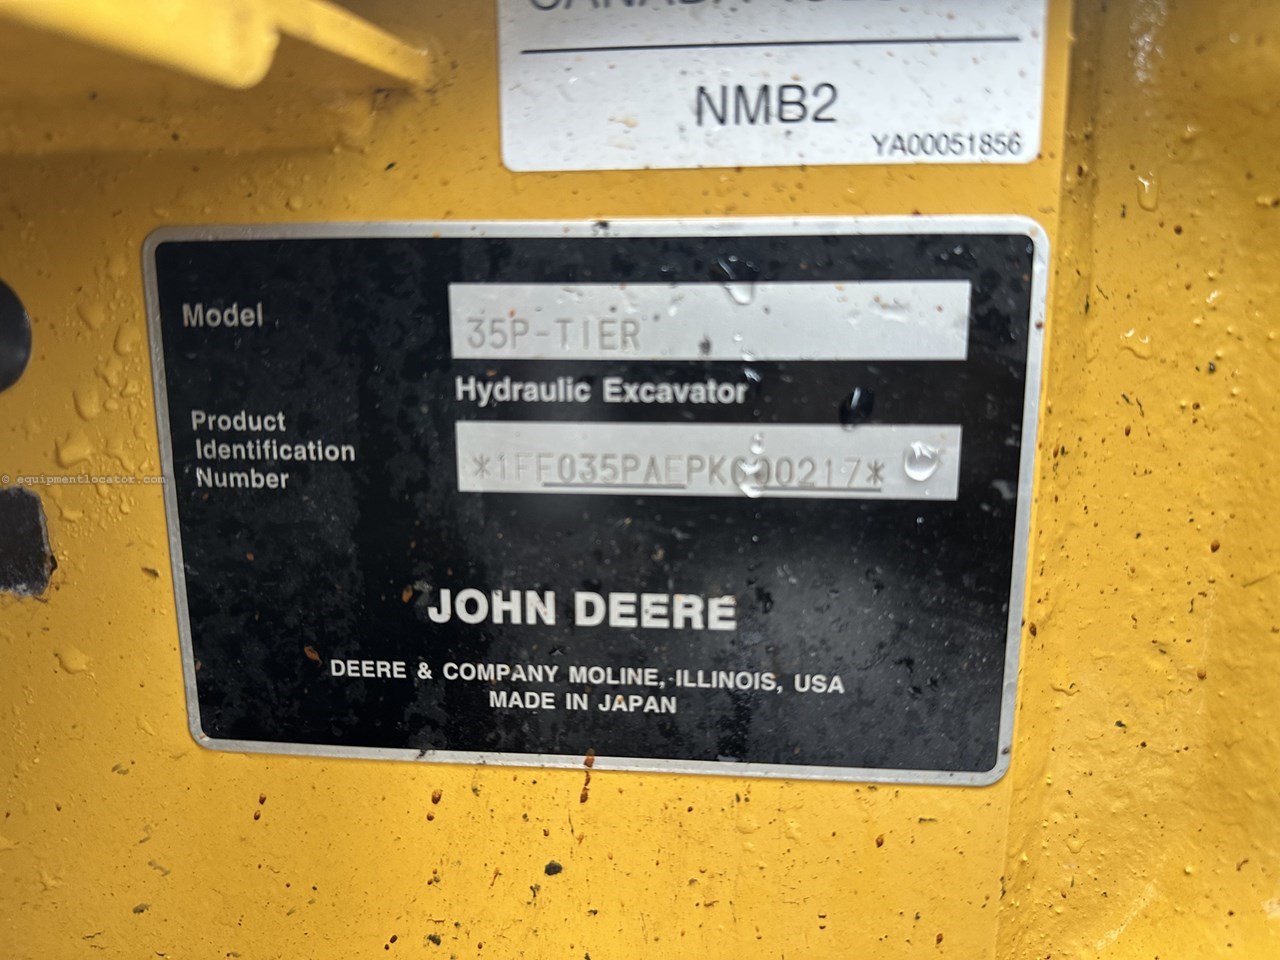 NMB2
YA00051856
Model
35P-TIER
Hydraulic Excavator
Product
Identification
Number
*1FF035PAEPK000217*
JOHN DEERE
DEERE & COMPANY MOLINE, ILLINOIS, USA
MADE IN JAPAN
© equipmentlocator.com